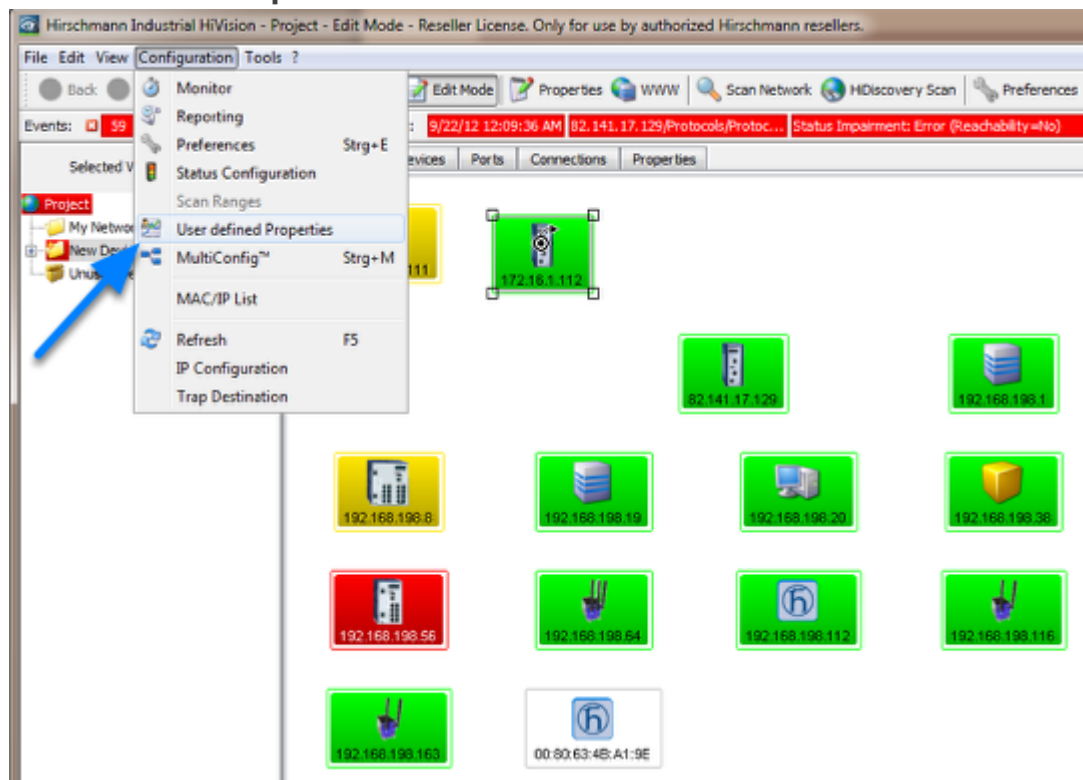 Hirschmann Industrial HiVision - Project - Edit Mode - Reseller License. Only for use by authorized Hirschmann resellers.
File Edit View Configuration Tools ?
Back Edit Mode Properties WWW Scan Network HiDiscovery Scan Preferences
Events: 59 : 9/22/12 12:09:36 AM 82.141.17.129/Protocols/Protoc... Status Impairment: Error (Reachability=No)
Selected V evices Ports Connections Properties
Monitor
Reporting
Preferences Strg+E
Status Configuration
Scan Ranges
User defined Properties
MultiConfig™ Strg+M
MAC/IP List
Refresh F5
IP Configuration
Trap Destination
Project
My Networ
New Devi
Unus
111
172.16.1.112
82.141.17.129
192.168.198.1
192.168.198.8
192.168.198.19
192.168.198.20
192.168.198.38
192.168.198.56
192.168.198.64
192.168.198.112
192.168.198.116
192.168.198.163
00:80:63:4B:A1:9E